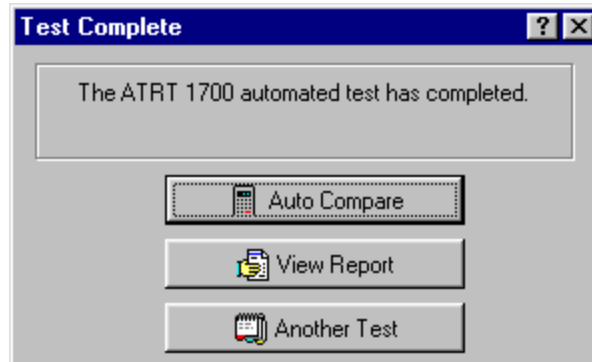 Test Complete
The ATRT 1700 automated test has completed.
Auto Compare
View Report
Another Test